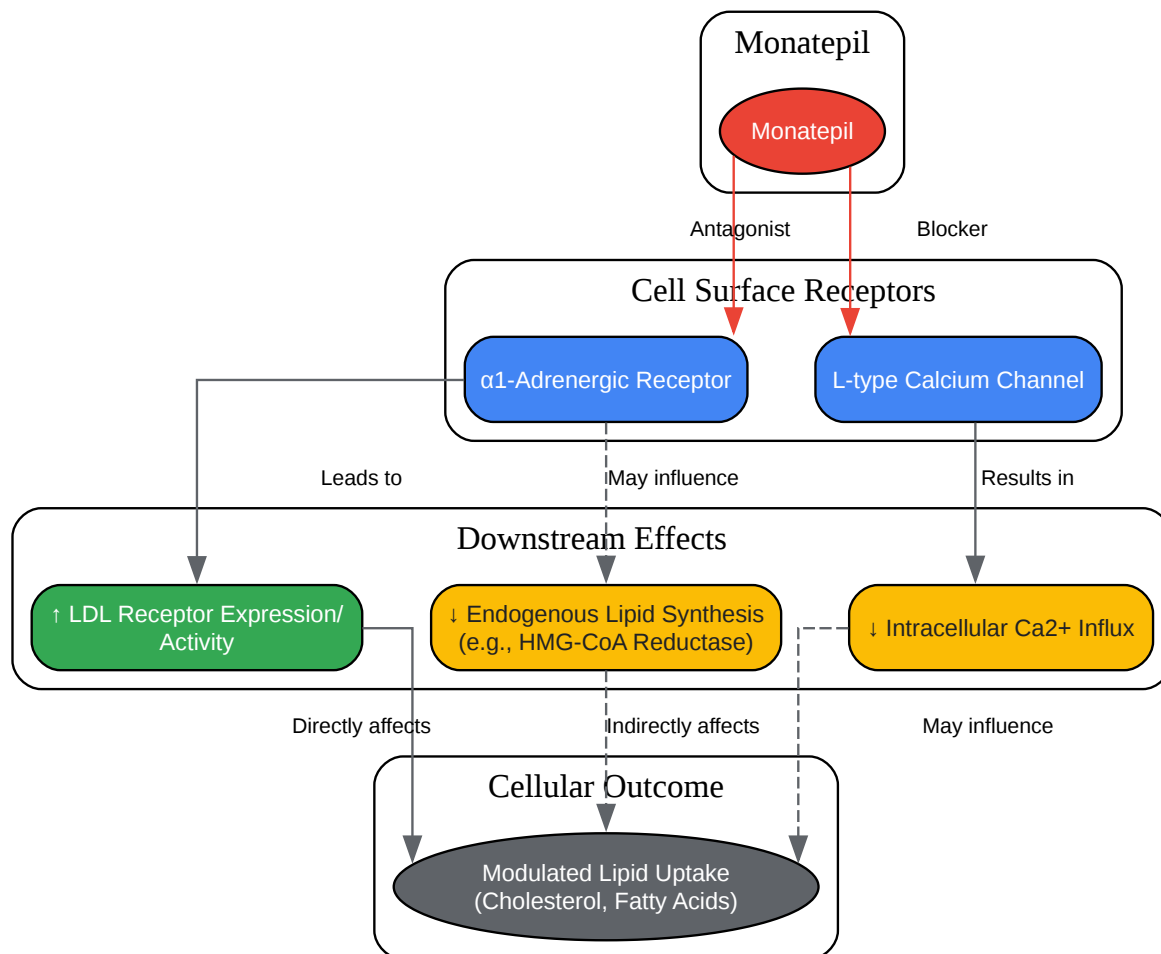 Monatepil
Monatepil
Antagonist
Blocker
Cell Surface Receptors
α1-Adrenergic Receptor
L-type Calcium Channel
Leads to
May influence
Results in
Downstream Effects
↑ LDL Receptor Expression/
Activity
↓ Endogenous Lipid Synthesis
(e.g., HMG-CoA Reductase)
↓ Intracellular Ca2+ Influx
Directly affects
Indirectly affects
May influence
Cellular Outcome
Modulated Lipid Uptake
(Cholesterol, Fatty Acids)